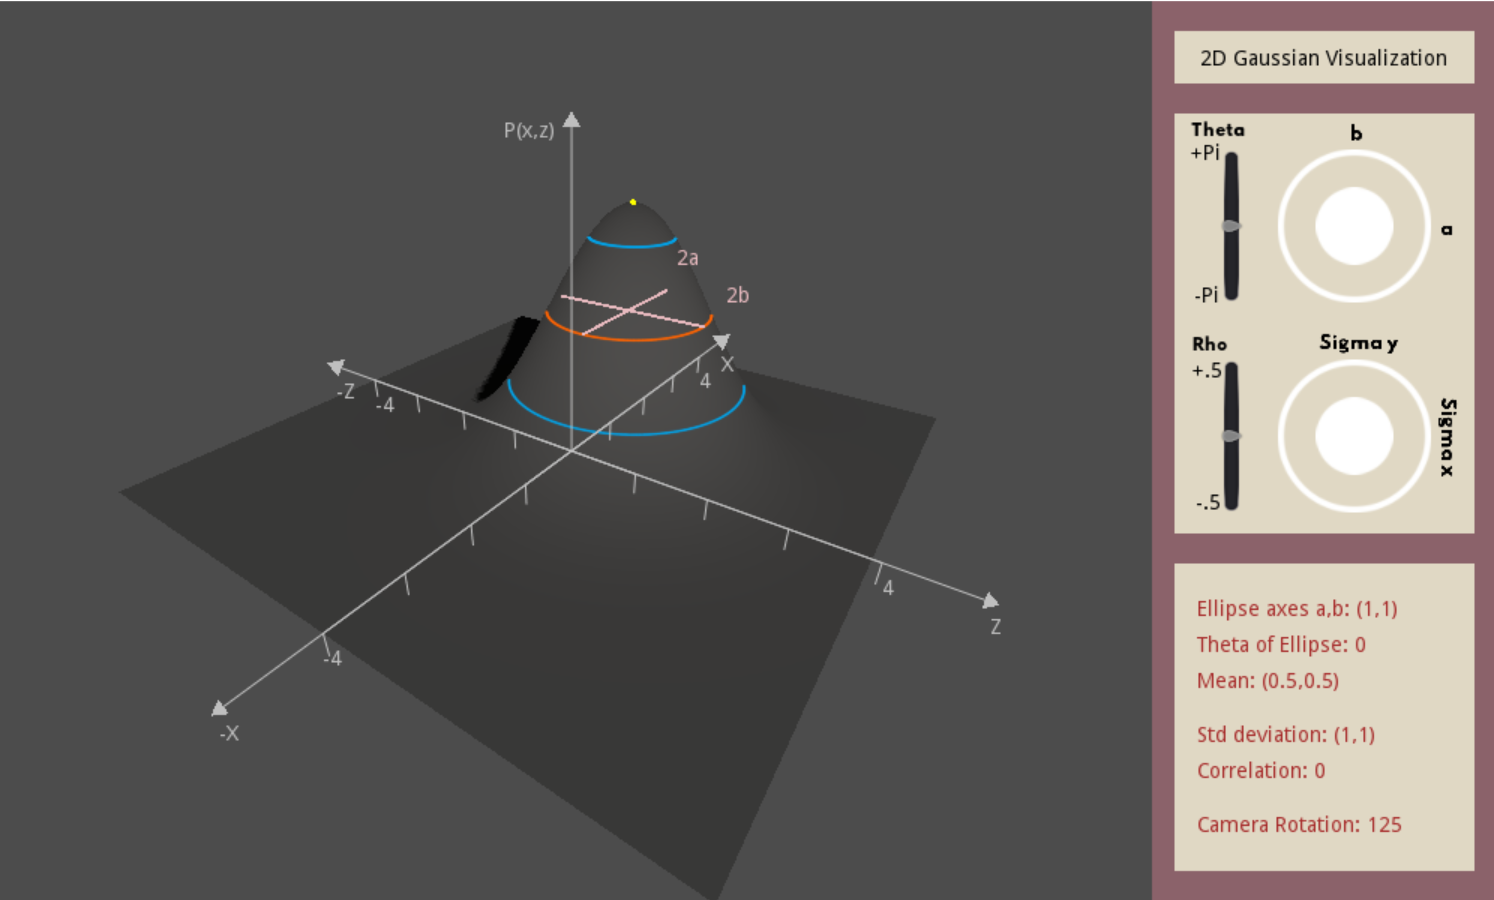 2D Gaussian Visualization
Theta
+Pi
-Pi
b
a
Rho
+.5
-.5
Sigma y
Sigma x
P(x,z)
2a
2b
X
4
-Z
-4
4
Z
-4
-X
Ellipse axes a,b: (1,1)
Theta of Ellipse: 0
Mean: (0.5,0.5)
Std deviation: (1,1)
Correlation: 0
Camera Rotation: 125